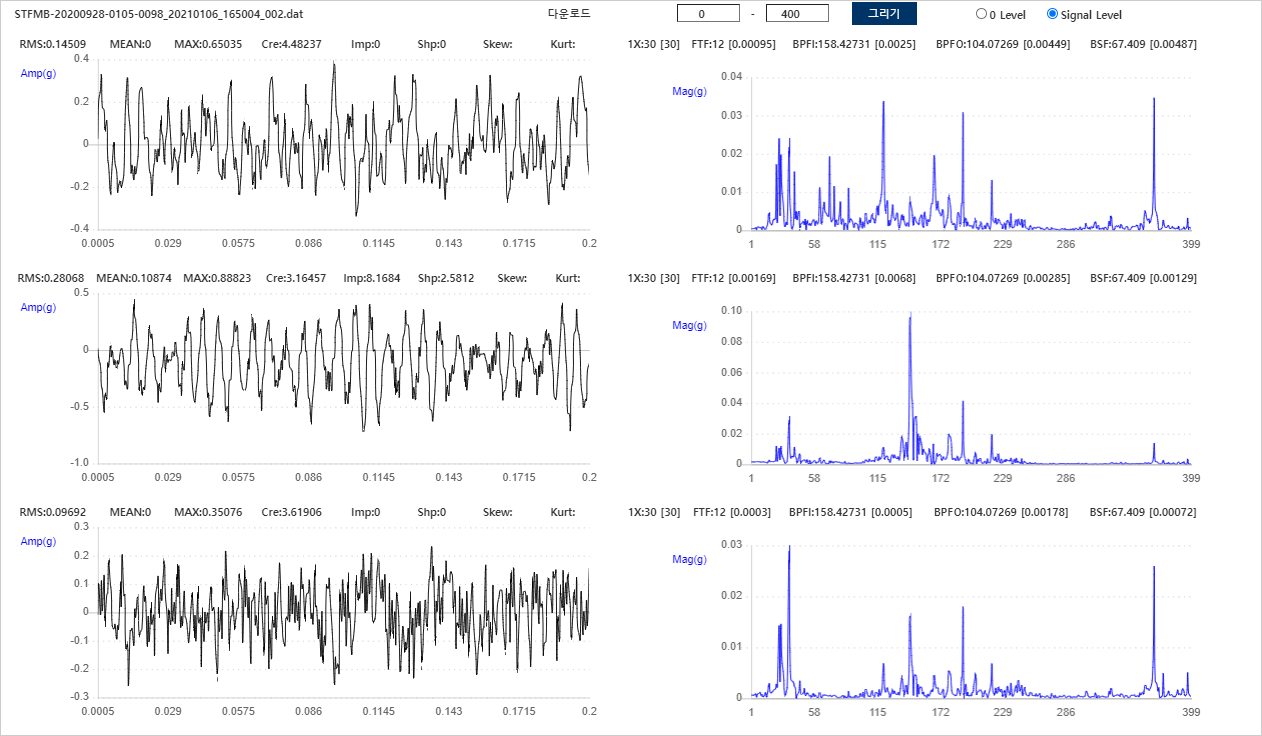 STFMB-20200928-0105-0098_20210106_165004_002.dat 다운로드 0 - 400 그리기 0 Level Signal Level
RMS:0.14509 MEAN:0 MAX:0.65035 Cre:4.48237 Imp:0 Shp:0 Skew: Kurt:
Amp(g)
0.4
0.2
0
-0.2
-0.4
0.0005 0.029 0.0575 0.086 0.1145 0.143 0.1715 0.2
1X:30 [30] FTF:12 [0.00095] BPFI:158.42731 [0.0025] BPFO:104.07269 [0.00449] BSF:67.409 [0.00487]
Mag(g)
0.04
0.03
0.02
0.01
0
1 58 115 172 229 286 399
RMS:0.28068 MEAN:0.10874 MAX:0.88823 Cre:3.16457 Imp:8.1684 Shp:2.5812 Skew: Kurt:
Amp(g)
0.5
0
-0.5
-1.0
0.0005 0.029 0.0575 0.086 0.1145 0.143 0.1715 0.2
1X:30 [30] FTF:12 [0.00169] BPFI:158.42731 [0.0068] BPFO:104.07269 [0.00285] BSF:67.409 [0.00129]
Mag(g)
0.10
0.08
0.06
0.04
0.02
0
1 58 115 172 229 286 399
RMS:0.09692 MEAN:0 MAX:0.35076 Cre:3.61906 Imp:0 Shp:0 Skew: Kurt:
Amp(g)
0.3
0.2
0.1
0
-0.1
-0.2
-0.3
0.0005 0.029 0.0575 0.086 0.1145 0.143 0.1715 0.2
1X:30 [30] FTF:12 [0.0003] BPFI:158.42731 [0.0005] BPFO:104.07269 [0.00178] BSF:67.409 [0.00072]
Mag(g)
0.03
0.02
0.01
0
1 58 115 172 229 286 399